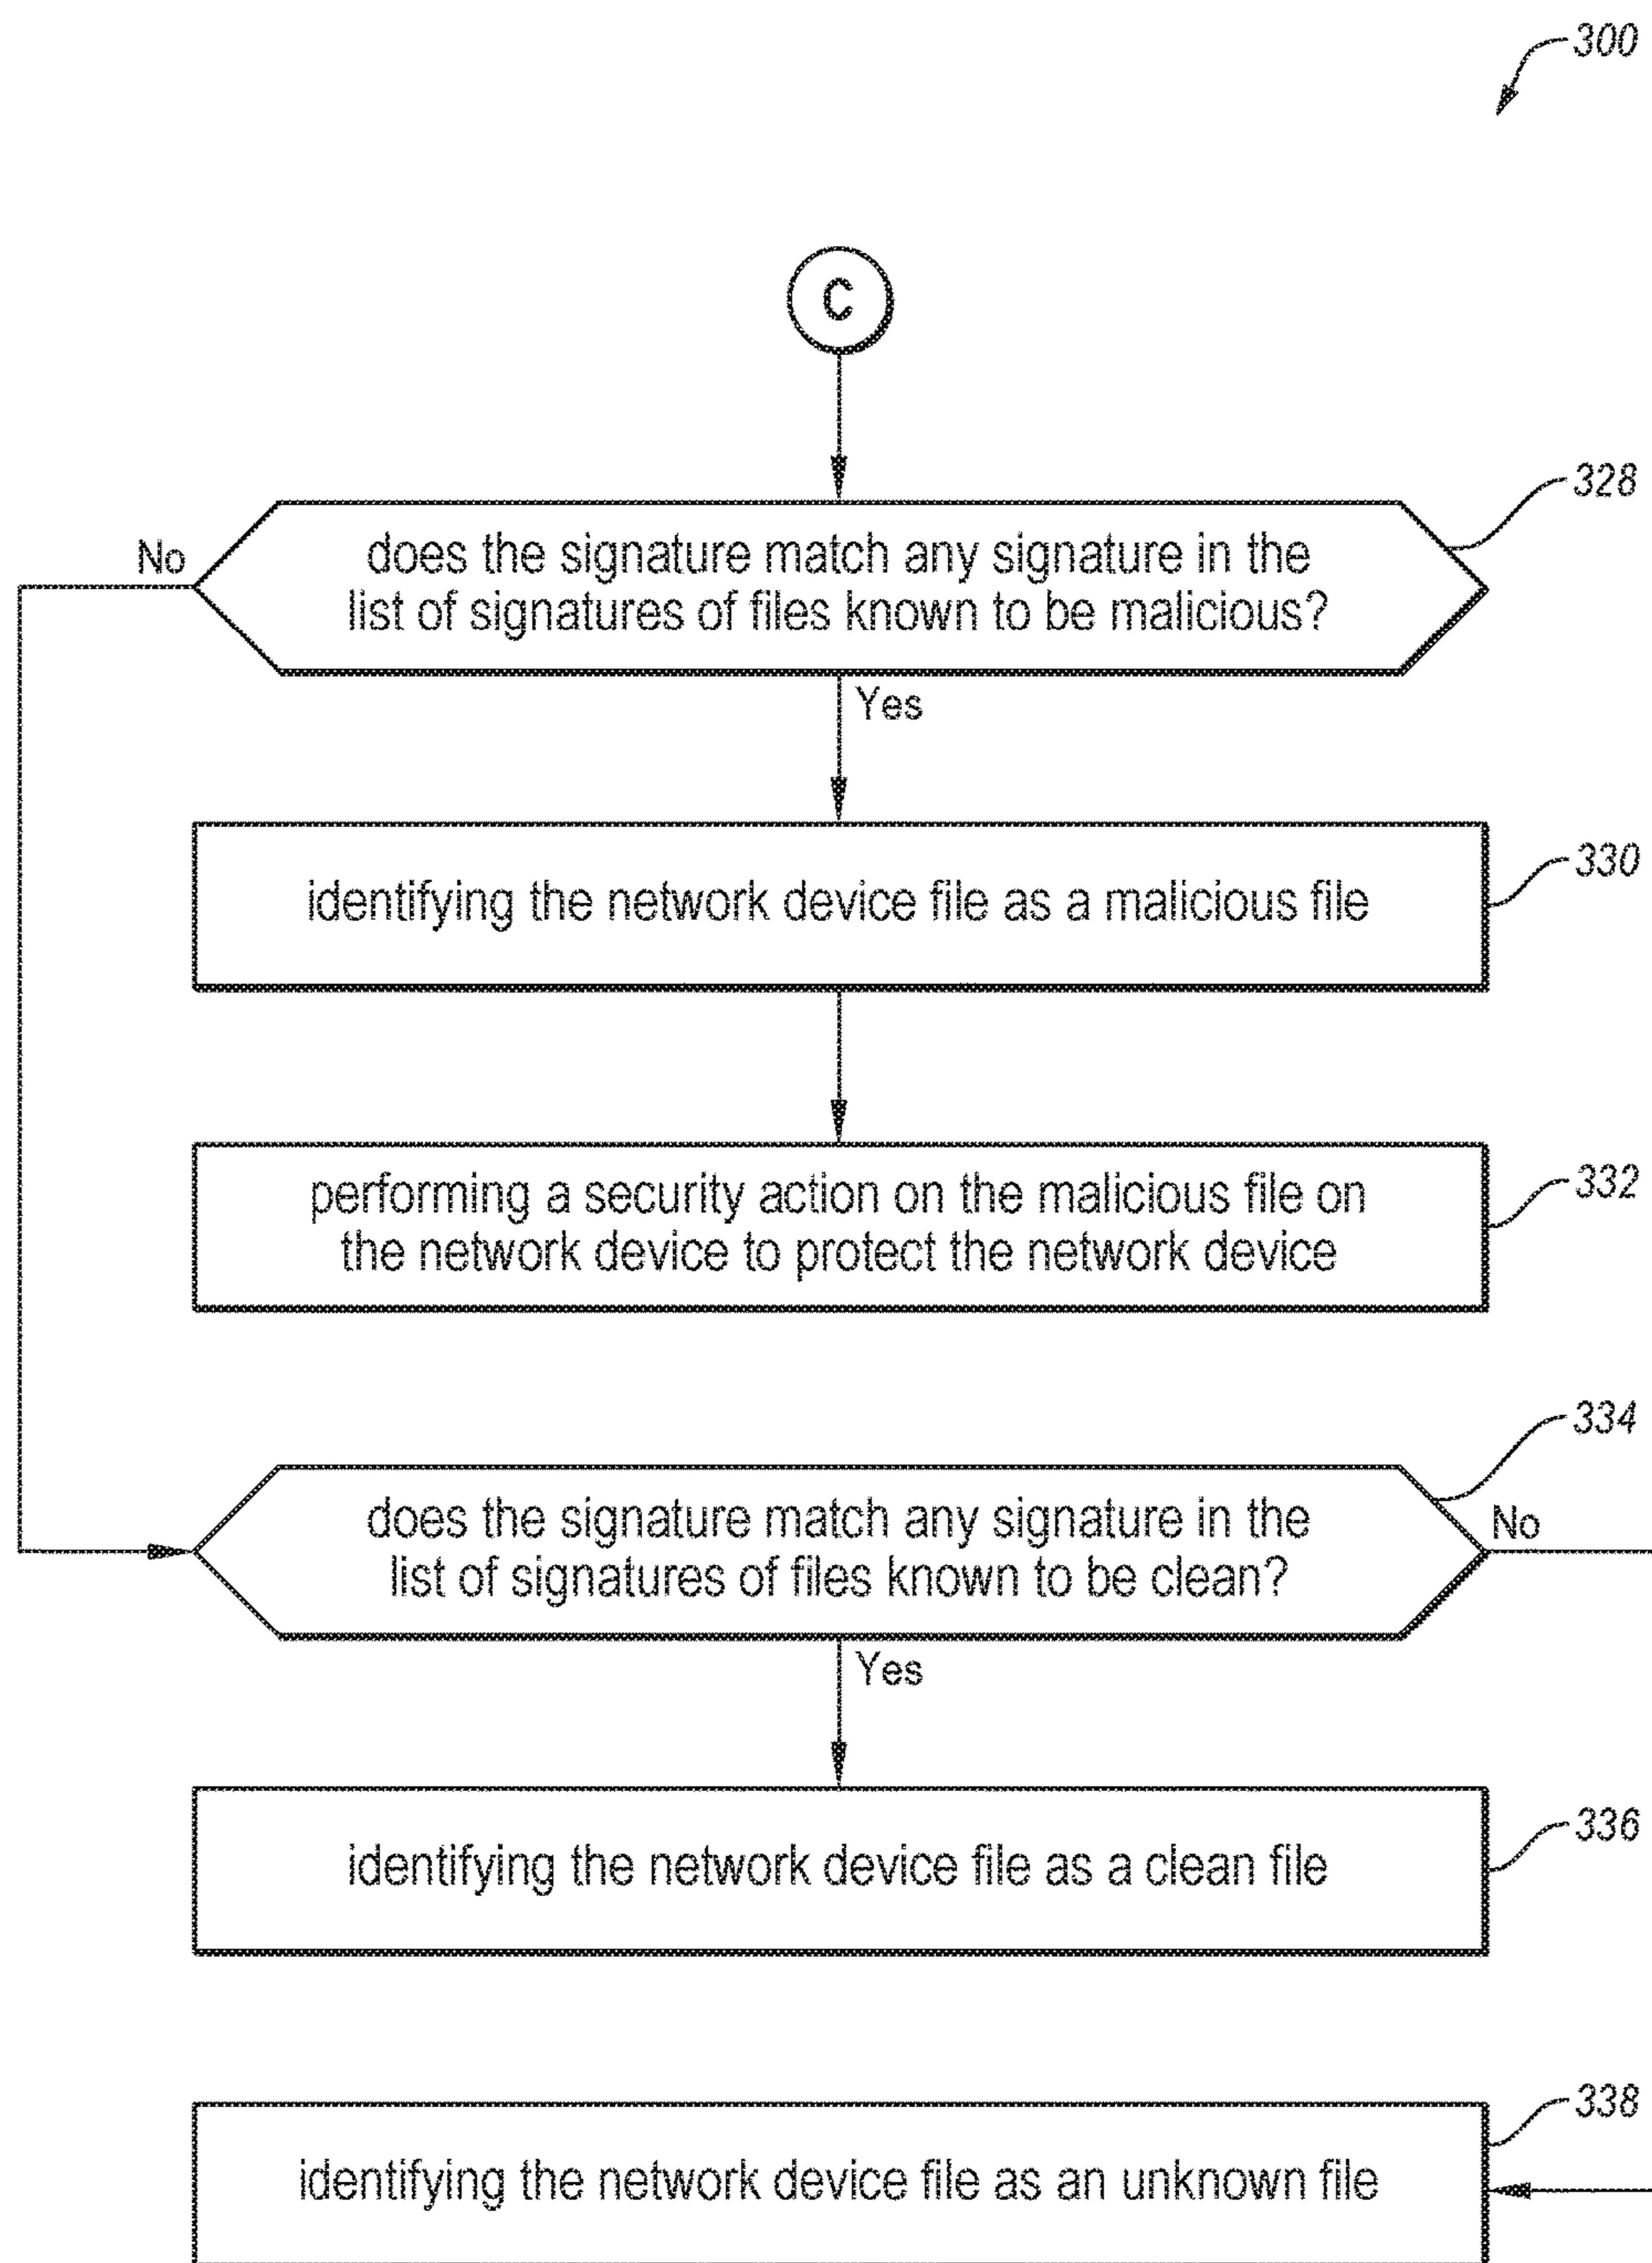 300
C
328
No
does the signature match any signature in the
list of signatures of files known to be malicious?
Yes
330
identifying the network device file as a malicious file
332
performing a security action on the malicious file on
the network device to protect the network device
334
does the signature match any signature in the
No
list of signatures of files known to be clean?
Yes
336
identifying the network device file as a clean file
338
identifying the network device file as an unknown file